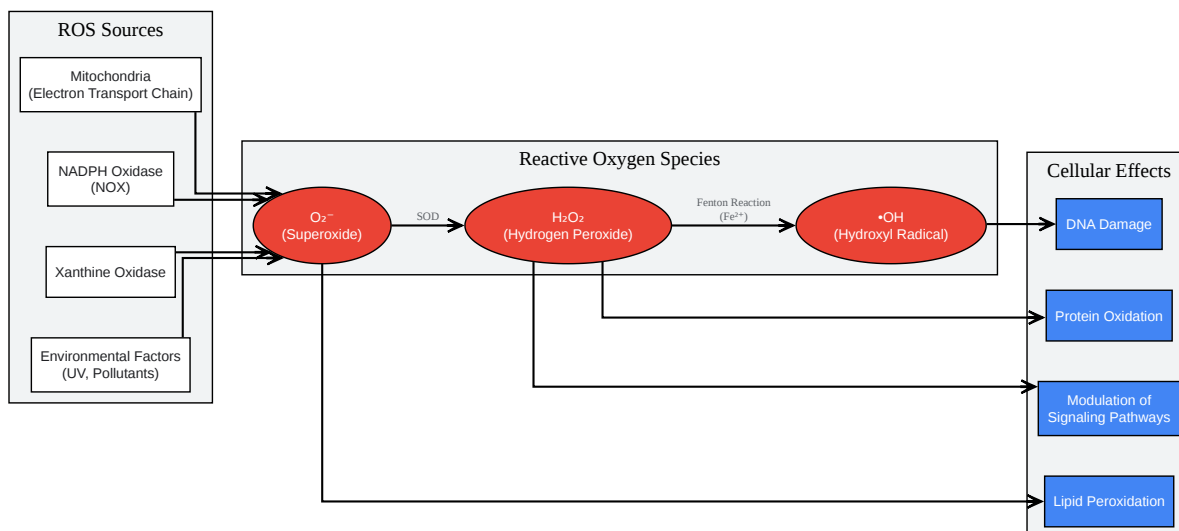 ROS Sources
Mitochondria
(Electron Transport Chain)
NADPH Oxidase
(NOX)
Xanthine Oxidase
Environmental Factors
(UV, Pollutants)
Reactive Oxygen Species
O₂⁻
(Superoxide)
SOD
H₂O₂
(Hydrogen Peroxide)
Fenton Reaction
(Fe²⁺)
•OH
(Hydroxyl Radical)
Cellular Effects
DNA Damage
Protein Oxidation
Modulation of
Signaling Pathways
Lipid Peroxidation